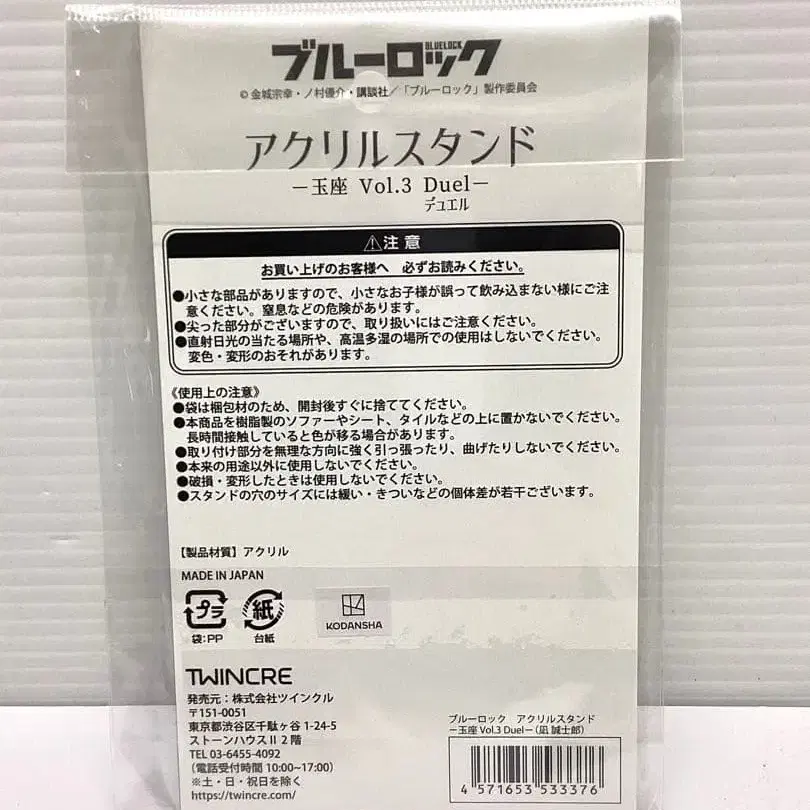 ブルーロック
BLUELOCK
© 金城宗幸・ノ村優介・講談社／「ブルーロック」製作委員会
アクリルスタンド
－玉座 Vol.3 Duel－
デュエル
⚠注 意
お買い上げのお客様へ　必ずお読みください。
●小さな部品がありますので、小さなお子様が誤って飲み込まない様にご注
意ください。窒息などの危険があります。
●尖った部分がございますので、取り扱いにはご注意ください。
●直射日光の当たる場所や、高温多湿の場所での使用はしないでください。
変色・変形のおそれがあります。
《使用上の注意》
●袋は梱包材のため、開封後すぐに捨ててください。
●本商品を樹脂製のソファーやシート、タイルなどの上に置かないでください。
長時間接触していると色が移る場合があります。
●取り付け部分を無理な方向に強く引っ張ったり、曲げたりしないでください。
●本来の用途以外に使用しないでください。
●破損・変形したときは使用しないでください。
●スタンドの穴のサイズには緩い・きついなどの個体差が若干ございます。
【製品材質】アクリル
MADE IN JAPAN
プラ
袋:PP
紙
台紙
KODANSHA
TWINCRE
発売元：株式会社ツインクル
〒151-0051
東京都渋谷区千駄ヶ谷 1-24-5
ストーンハウスⅡ 2 階
TEL 03-6455-4092
（電話受付時間 10:00~17:00）
※土・日・祝日を除く
https://twincre.com/
ブルーロック　アクリルスタンド
－玉座 Vol.3 Duel－（凪 誠士郎）
4 571653 533376